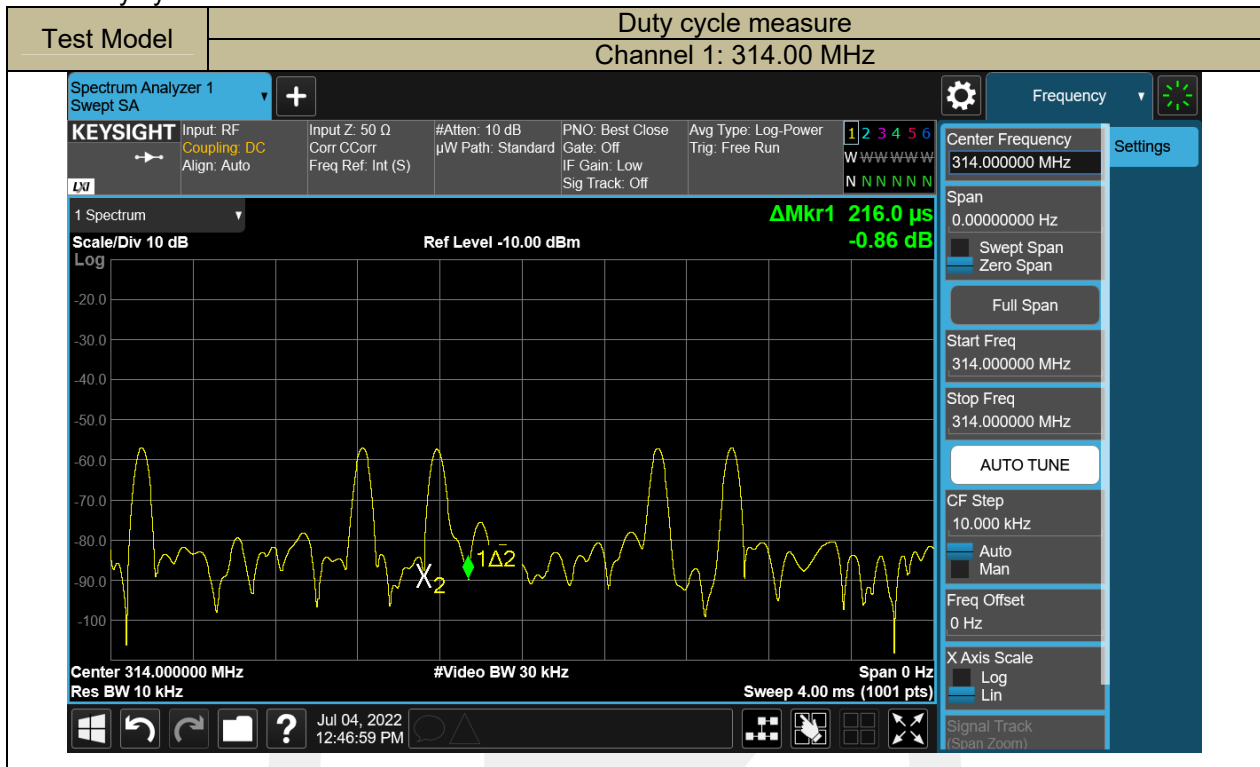 Test Model
Duty cycle measure
Channel 1: 314.00 MHz
Spectrum Analyzer 1
Swept SA
Frequency
KEYSIGHT
Input: RF
Coupling: DC
Align: Auto
Input Z: 50 Ω
Corr CCorr
Freq Ref: Int (S)
#Atten: 10 dB
µW Path: Standard
PNO: Best Close
Gate: Off
IF Gain: Low
Sig Track: Off
Avg Type: Log-Power
Trig: Free Run
1 2 3 4 5 6
W W W W W W
N N N N N N
LXI
1 Spectrum
Scale/Div 10 dB
Log
Ref Level -10.00 dBm
ΔMkr1 216.0 µs
-0.86 dB
-20.0
-30.0
-40.0
-50.0
-60.0
-70.0
-80.0
-90.0
-100
1Δ2
X2
Center 314.000000 MHz
#Video BW 30 kHz
Span 0 Hz
Res BW 10 kHz
Sweep 4.00 ms (1001 pts)
Jul 04, 2022
12:46:59 PM
Center Frequency
314.000000 MHz
Settings
Span
0.00000000 Hz
Swept Span
Zero Span
Full Span
Start Freq
314.000000 MHz
Stop Freq
314.000000 MHz
AUTO TUNE
CF Step
10.000 kHz
Auto
Man
Freq Offset
0 Hz
X Axis Scale
Log
Lin
Signal Track
(Span Zoom)